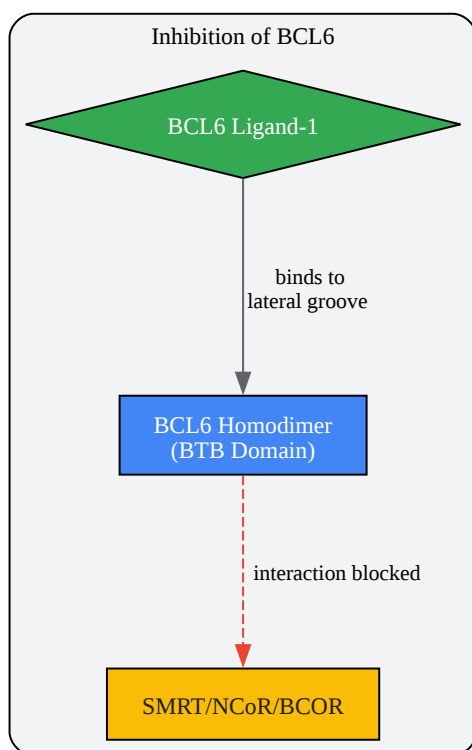 Inhibition of BCL6
BCL6 Ligand-1
binds to
lateral groove
BCL6 Homodimer
(BTB Domain)
interaction blocked
SMRT/NCoR/BCOR